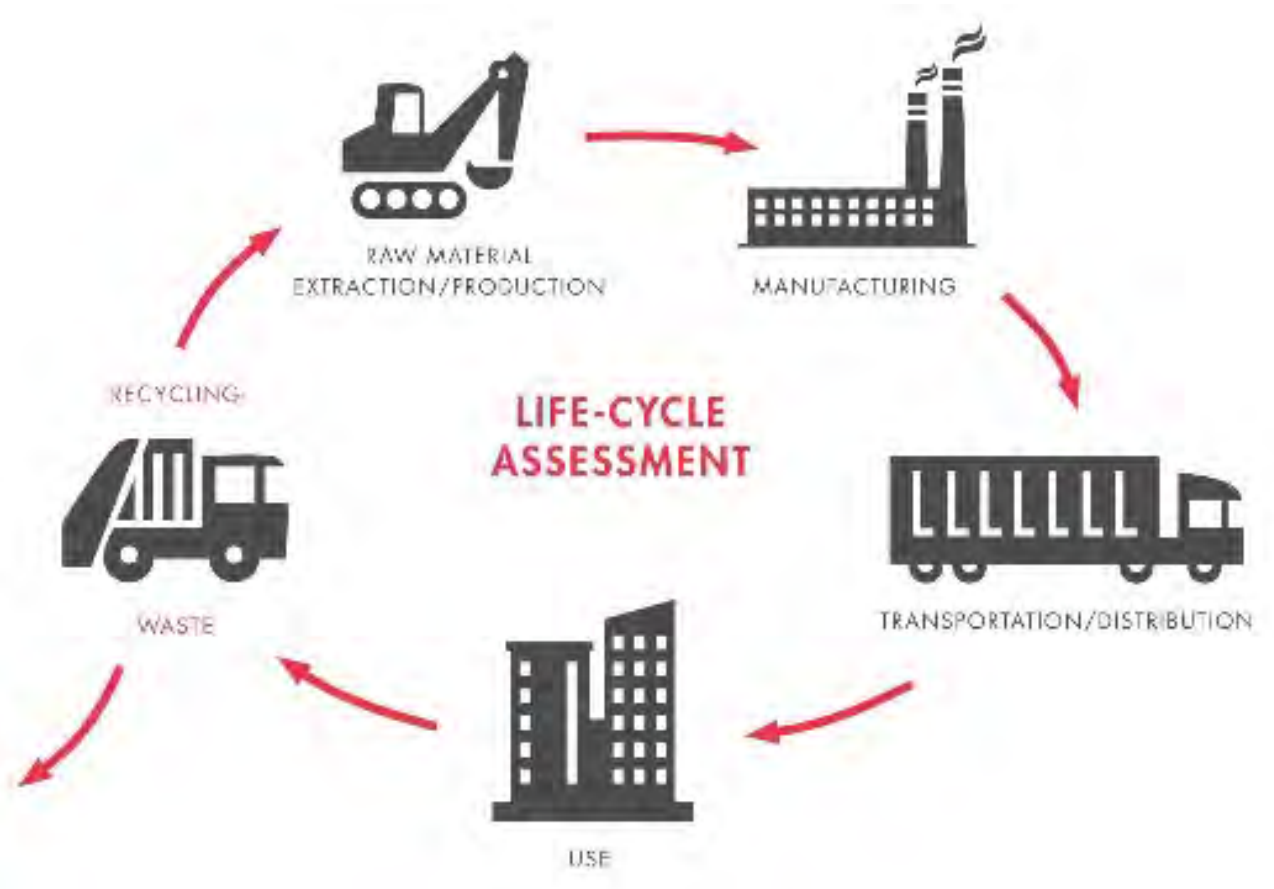 RAW MATERIAL
EXTRACTION/PRODUCTION
MANUFACTURING
RECYCLING
LIFE-CYCLE
ASSESSMENT
WASTE
TRANSPORTATION/DISTRIBUTION
USE